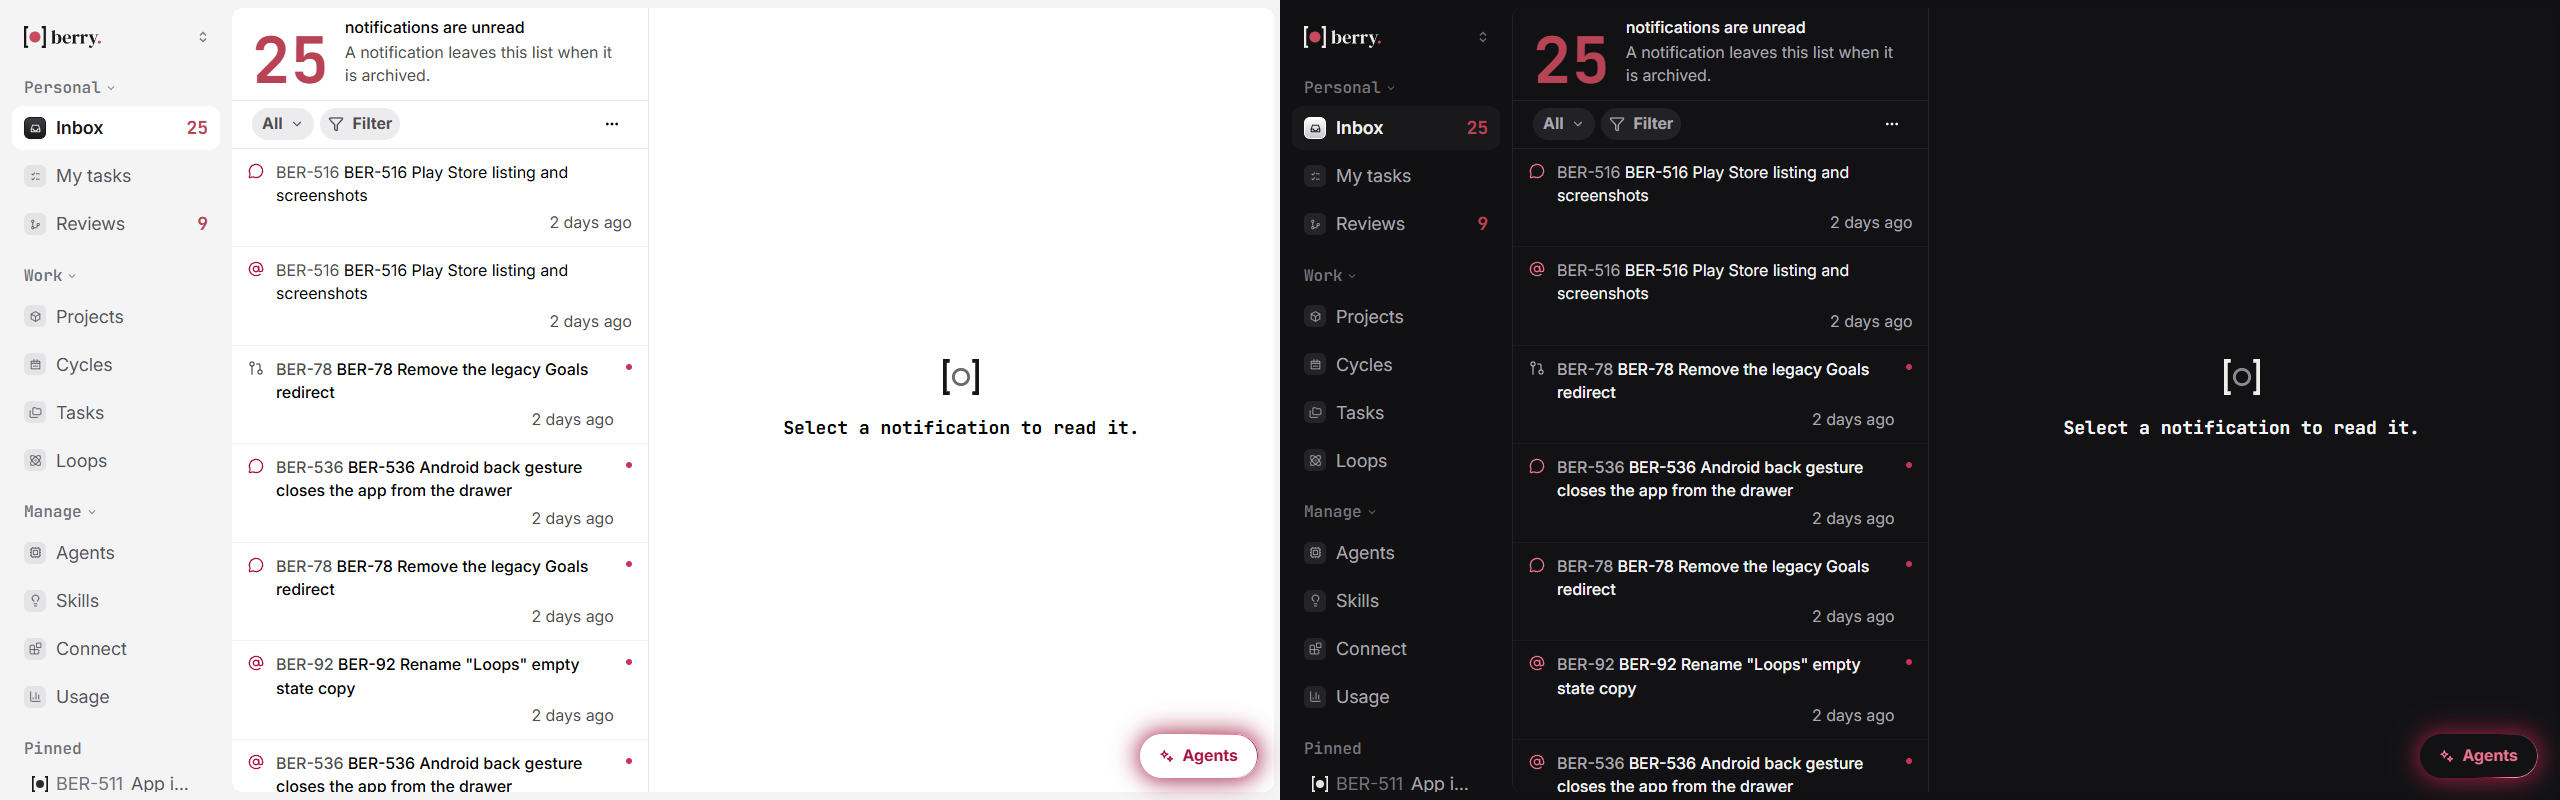 berry.
Personal
Inbox 25
My tasks
Reviews 9
Work
Projects
Cycles
Tasks
Loops
Manage
Agents
Skills
Connect
Usage
Pinned
BER-511 App i...
25
notifications are unread
A notification leaves this list when it
is archived.
All
Filter
BER-516 BER-516 Play Store listing and
screenshots
2 days ago
BER-516 BER-516 Play Store listing and
screenshots
2 days ago
BER-78 BER-78 Remove the legacy Goals
redirect
2 days ago
BER-536 BER-536 Android back gesture
closes the app from the drawer
2 days ago
BER-78 BER-78 Remove the legacy Goals
redirect
2 days ago
BER-92 BER-92 Rename "Loops" empty
state copy
2 days ago
BER-536 BER-536 Android back gesture
closes the app from the drawer
Select a notification to read it.
Agents
berry.
Personal
Inbox 25
My tasks
Reviews 9
Work
Projects
Cycles
Tasks
Loops
Manage
Agents
Skills
Connect
Usage
Pinned
BER-511 App i...
25
notifications are unread
A notification leaves this list when it
is archived.
All
Filter
BER-516 BER-516 Play Store listing and
screenshots
2 days ago
BER-516 BER-516 Play Store listing and
screenshots
2 days ago
BER-78 BER-78 Remove the legacy Goals
redirect
2 days ago
BER-536 BER-536 Android back gesture
closes the app from the drawer
2 days ago
BER-78 BER-78 Remove the legacy Goals
redirect
2 days ago
BER-92 BER-92 Rename "Loops" empty
state copy
2 days ago
BER-536 BER-536 Android back gesture
closes the app from the drawer
Select a notification to read it.
Agents